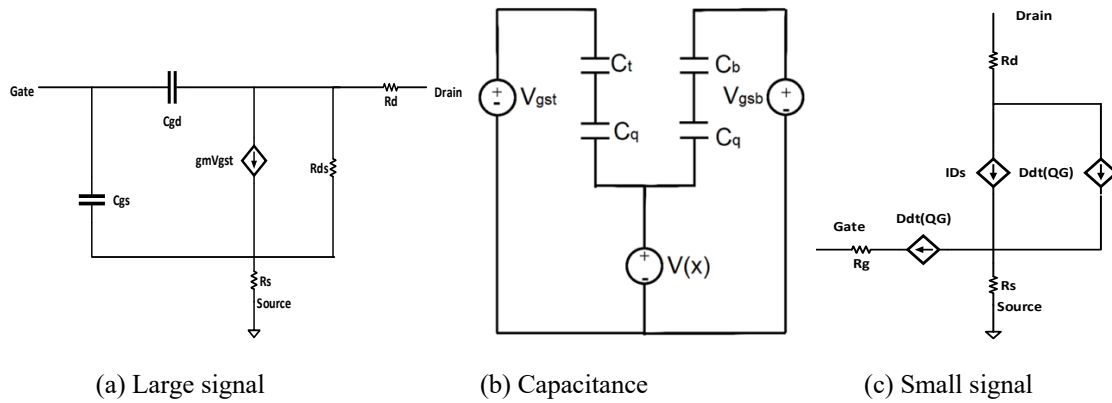 Gate
Cgd
Rd
Drain
gmVgst
Rds
Cgs
Rs
Source
Vgst
Ct
Cb
Vgsb
Cq
Cq
V(x)
Drain
Rd
IDs
Ddt(QG)
Gate
Ddt(QG)
Rg
Rs
Source
(a) Large signal
(b) Capacitance
(c) Small signal